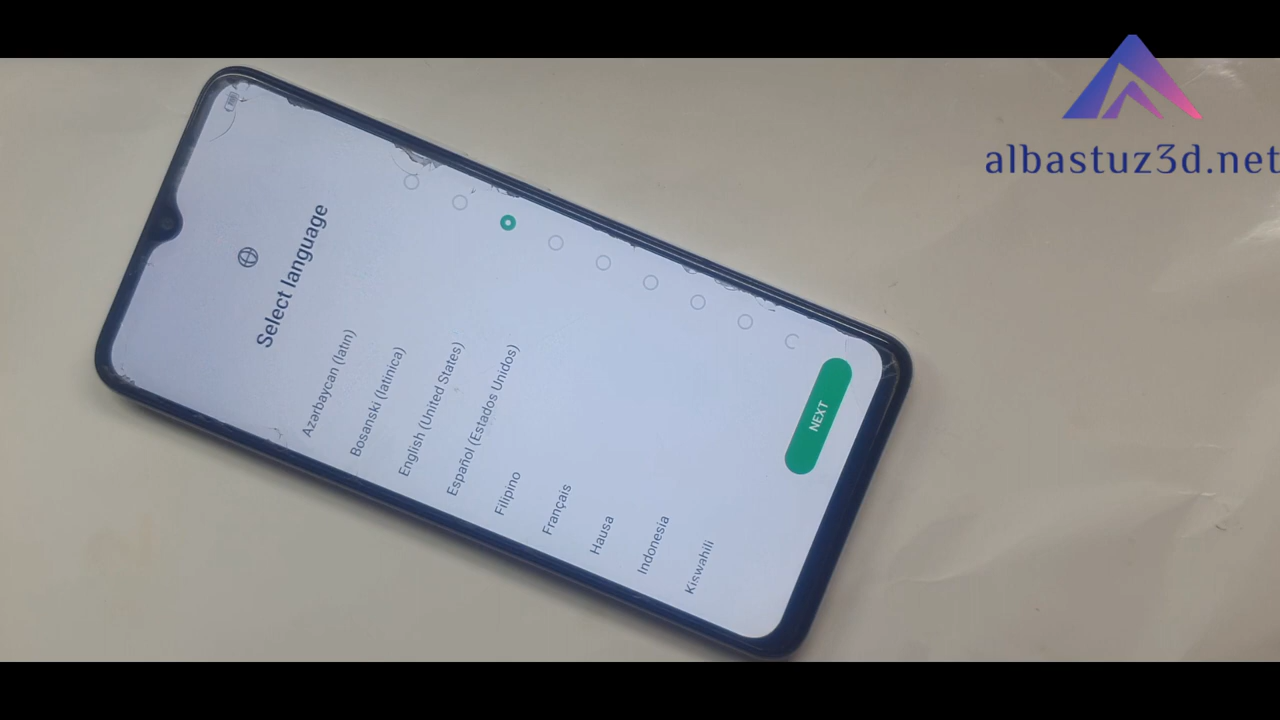 albastuz3d.net
Select language
Azərbaycan (latın)
Bosanski (latinica)
English (United States)
Español (Estados Unidos)
Filipino
Français
Hausa
Indonesia
Kiswahili
NEXT